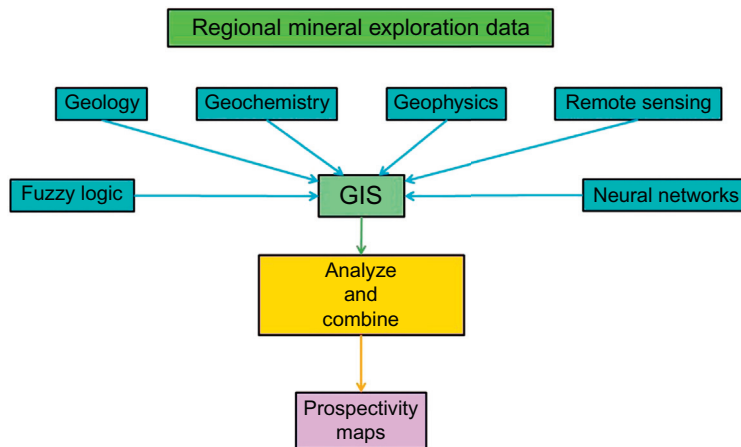 Regional mineral exploration data
Geology
Geochemistry
Geophysics
Remote sensing
Fuzzy logic
GIS
Neural networks
Analyze
and
combine
Prospectivity
maps